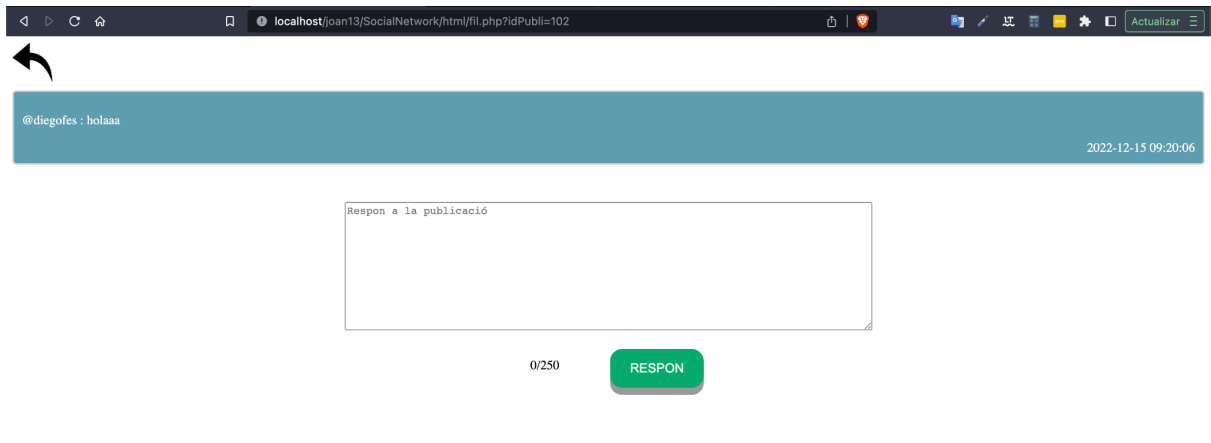 localhost/joan13/SocialNetwork/html/fil.php?idPubli=102
Actualizar
@diegofes : holaaa
2022-12-15 09:20:06
Respon a la publicació
0/250
RESPON